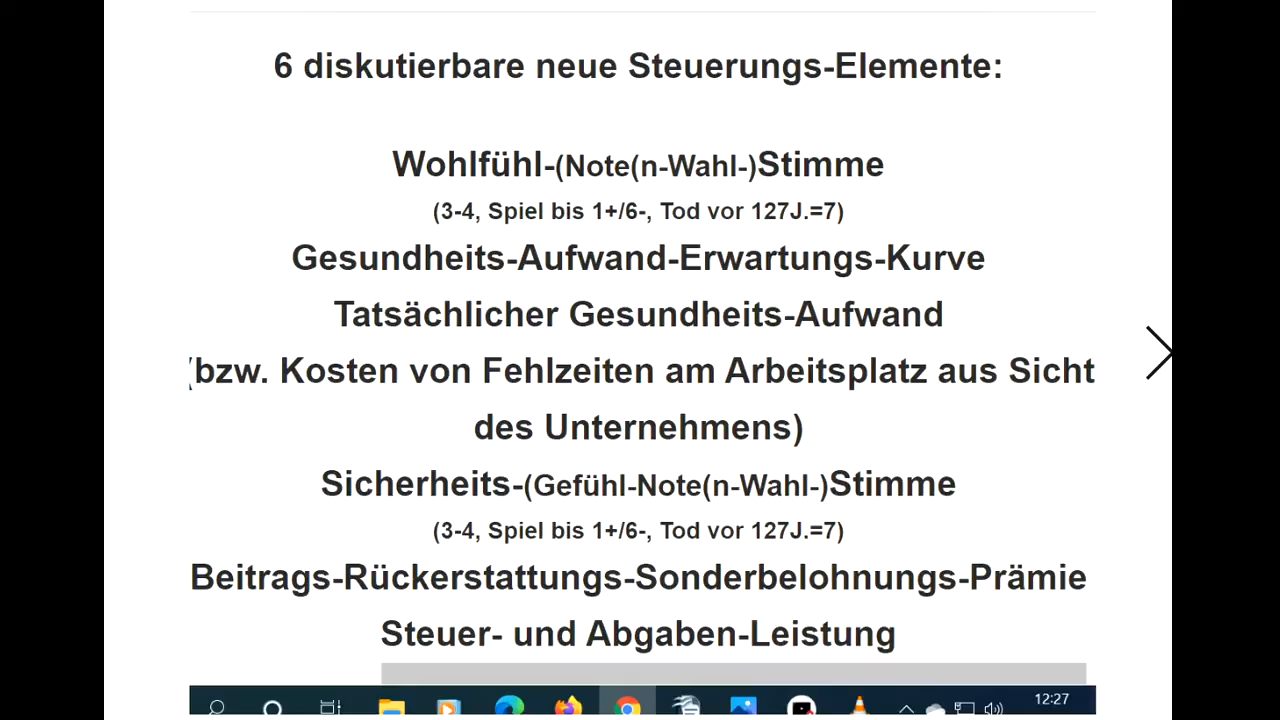 6 diskutierbare neue Steuerungs-Elemente:
Wohlfühl-(Note(n-Wahl-)Stimme
(3-4, Spiel bis 1+/6-, Tod vor 127J.=7)
Gesundheits-Aufwand-Erwartungs-Kurve
Tatsächlicher Gesundheits-Aufwand
(bzw. Kosten von Fehlzeiten am Arbeitsplatz aus Sicht
des Unternehmens)
Sicherheits-(Gefühl-Note(n-Wahl-)Stimme
(3-4, Spiel bis 1+/6-, Tod vor 127J.=7)
Beitrags-Rückerstattungs-Sonderbelohnungs-Prämie
Steuer- und Abgaben-Leistung
12:27